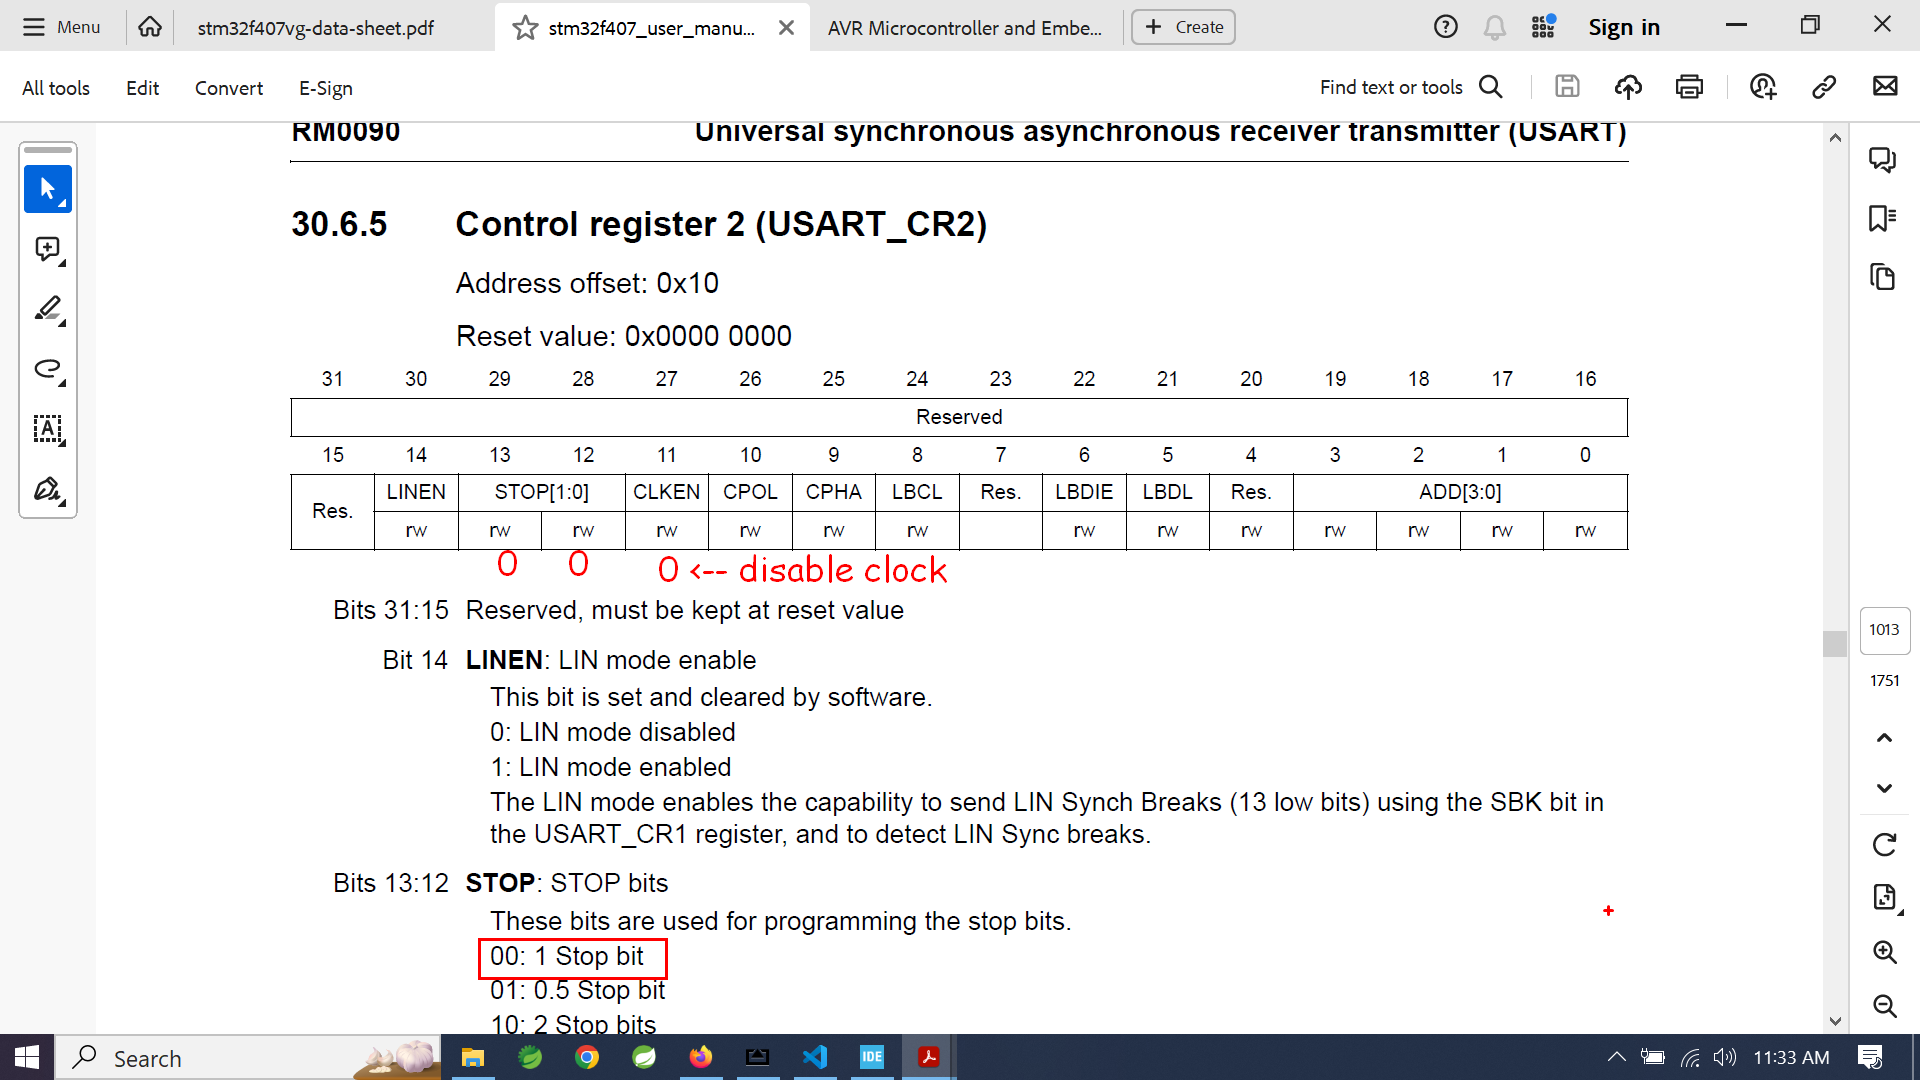 Menu
stm32f407vg-data-sheet.pdf
stm32f407_user_manu...
AVR Microcontroller and Embe...
Create
Sign in
All tools
Edit
Convert
E-Sign
Find text or tools
RM0090 Universal synchronous asynchronous receiver transmitter (USART)
30.6.5 Control register 2 (USART_CR2)
Address offset: 0x10
Reset value: 0x0000 0000
31 30 29 28 27 26 25 24 23 22 21 20 19 18 17 16
Reserved
15 14 13 12 11 10 9 8 7 6 5 4 3 2 1 0
Res. LINEN STOP[1:0] CLKEN CPOL CPHA LBCL Res. LBDIE LBDL Res. ADD[3:0]
rw rw rw rw rw rw rw rw rw rw rw rw rw rw
0 0 0 <-- disable clock
Bits 31:15 Reserved, must be kept at reset value
Bit 14 LINEN: LIN mode enable
This bit is set and cleared by software.
0: LIN mode disabled
1: LIN mode enabled
The LIN mode enables the capability to send LIN Synch Breaks (13 low bits) using the SBK bit in
the USART_CR1 register, and to detect LIN Sync breaks.
Bits 13:12 STOP: STOP bits
These bits are used for programming the stop bits.
00: 1 Stop bit
01: 0.5 Stop bit
10: 2 Stop bits
1013
1751
Search
IDE
11:33 AM